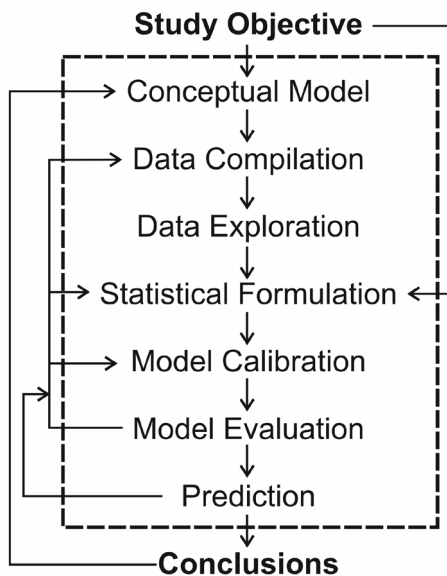 Study Objective
Conceptual Model
Data Compilation
Data Exploration
Statistical Formulation
Model Calibration
Model Evaluation
Prediction
Conclusions